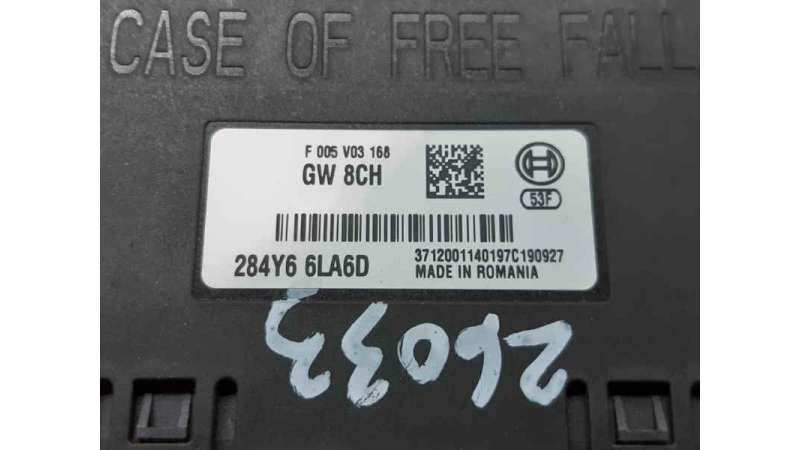 CASE OF FREE FALL
F 005 V03 168
GW 8CH
53F
284Y6 6LA6D
3712001140197C190927
MADE IN ROMANIA
26033